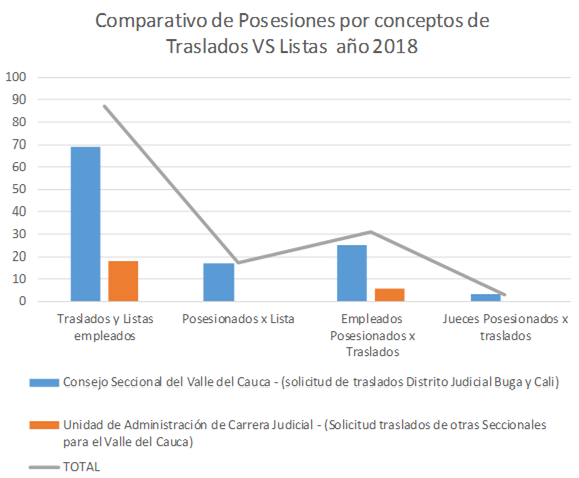 Comparativo de Posesiones por conceptos de
Traslados VS Listas año 2018
100
90
80
70
60
50
40
30
20
10
0
Traslados y Listas
empleados
Posesionados x Lista
Empleados
Posesionados x
Traslados
Jueces Posesionados x
traslados
Consejo Seccional del Valle del Cauca - (solicitud de traslados Distrito Judicial Buga y Cali)
Unidad de Administración de Carrera Judicial - (Solicitud traslados de otras Seccionales
para el Valle del Cauca)
TOTAL